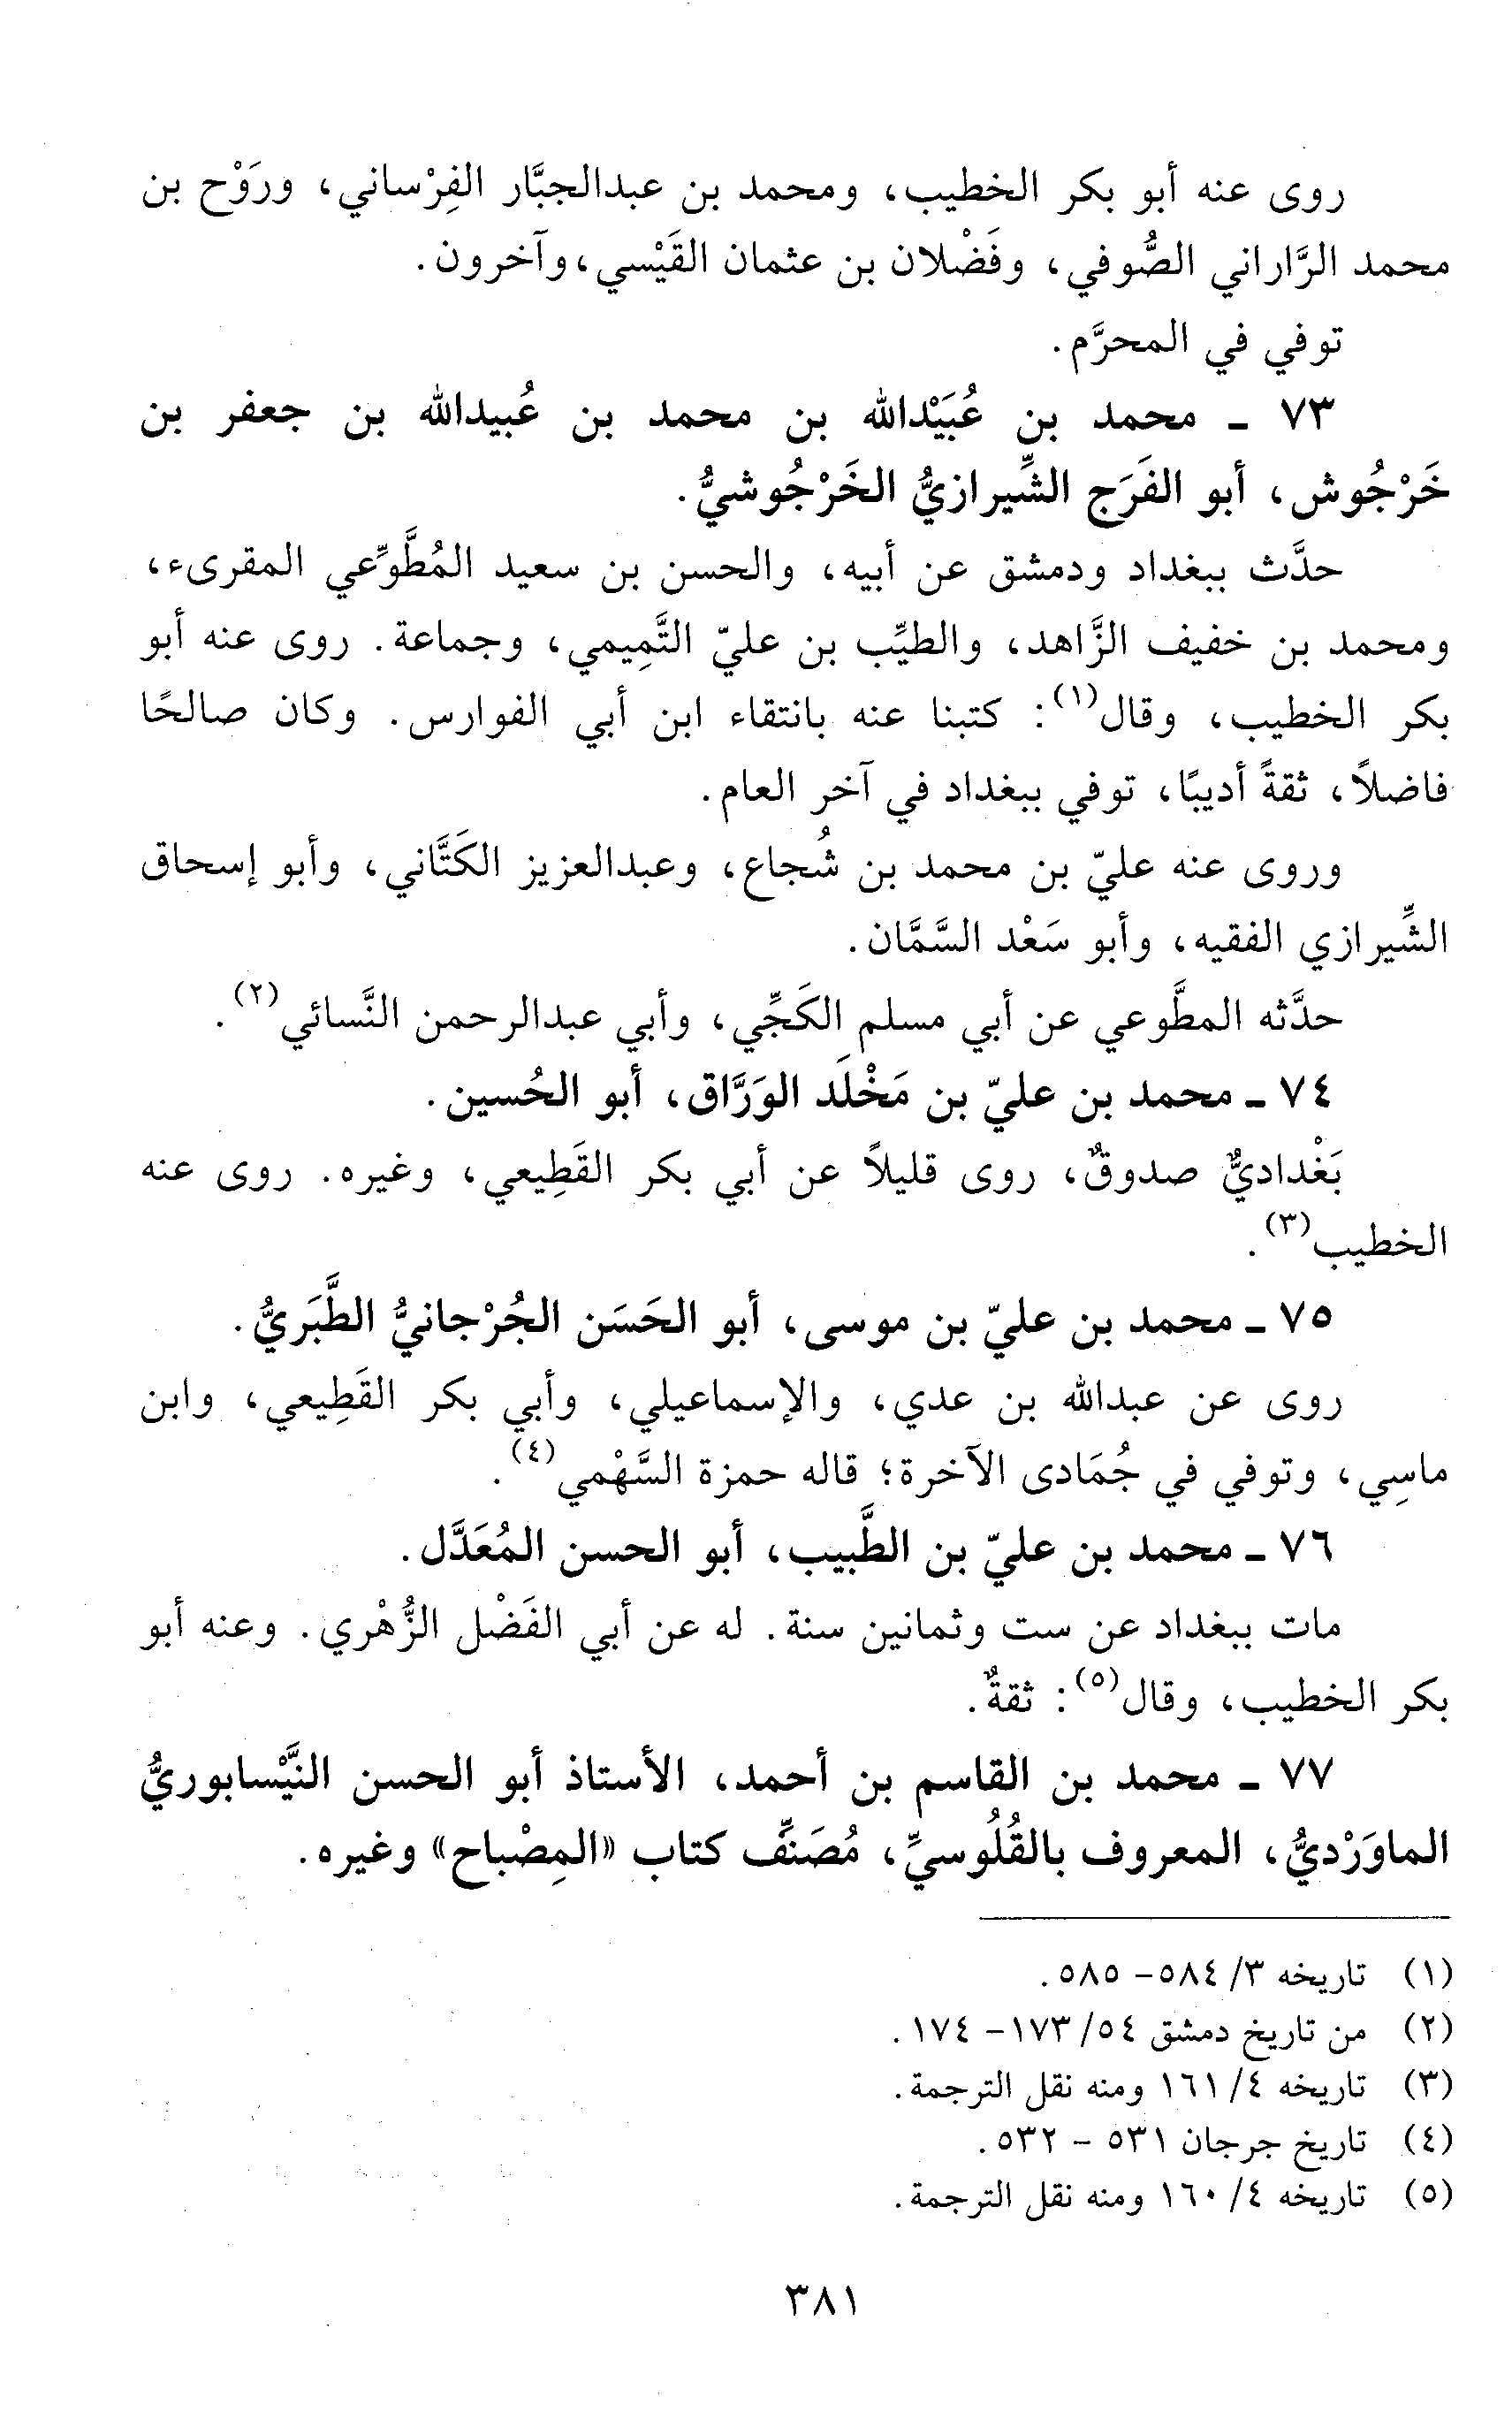 روى عنه أبو بكر الخطيب، ومحمد بن عبدالجبَّار الفِرْساني، ورَوْح بن
محمد الرَّاراني الصُّوفي، وفَضْلان بن عثمان القَيْسي، وآخرون.
توفي في المحرَّم.
٧٣ ـ محمد بن عُبَيْدالله بن محمد بن عُبيدالله بن جعفر بن
خَرْجُوش، أبو الفَرَج الشِّيرازيُّ الخَرْجُوشيُّ.
حدَّث ببغداد ودمشق عن أبيه، والحسن بن سعيد المُطَّوِّعي المقرىء،
ومحمد بن خفيف الزَّاهد، والطيِّب بن عليّ التَّمِيمي، وجماعة. روى عنه أبو
بكر الخطيب، وقال(١): كتبنا عنه بانتقاء ابن أبي الفوارس. وكان صالحًا
فاضلاً، ثقةً أديبًا، توفي ببغداد في آخر العام.
وروى عنه عليّ بن محمد بن شُجاع، وعبدالعزيز الكَتَّاني، وأبو إسحاق
الشِّيرازي الفقيه، وأبو سَعْد السَّمَّان.
حدَّثه المطَّوعي عن أبي مسلم الكَجِّي، وأبي عبدالرحمن النَّسائي(٢).
٧٤ ـ محمد بن عليّ بن مَخْلَد الوَرَّاق، أبو الحُسين.
بَغْداديٌّ صدوقٌ، روى قليلاً عن أبي بكر القَطِيعي، وغيره. روى عنه
الخطيب(٣).
٧٥ ـ محمد بن عليّ بن موسى، أبو الحَسَن الجُرْجانيُّ الطَّبَريُّ.
روى عن عبدالله بن عدي، والإسماعيلي، وأبي بكر القَطِيعي، وابن
ماسِي، وتوفي في جُمَادى الآخرة؛ قاله حمزة السَّهْمي(٤).
٧٦ ـ محمد بن عليّ بن الطَّبيب، أبو الحسن المُعَدَّل.
مات ببغداد عن ست وثمانين سنة. له عن أبي الفَضْل الزُّهْري. وعنه أبو
بكر الخطيب، وقال(٥): ثقةٌ.
٧٧ ـ محمد بن القاسم بن أحمد، الأستاذ أبو الحسن النَّيْسابوريُّ
الماوَرْديُّ، المعروف بالقُلُوسيِّ، مُصَنِّف كتاب «المِصْباح» وغيره.
(١) تاريخه ٣/ ٥٨٤- ٥٨٥.
(٢) من تاريخ دمشق ٥٤/ ١٧٣- ١٧٤.
(٣) تاريخه ٤/ ١٦١ ومنه نقل الترجمة.
(٤) تاريخ جرجان ٥٣١ - ٥٣٢.
(٥) تاريخه ٤/ ١٦٠ ومنه نقل الترجمة.
٣٨١